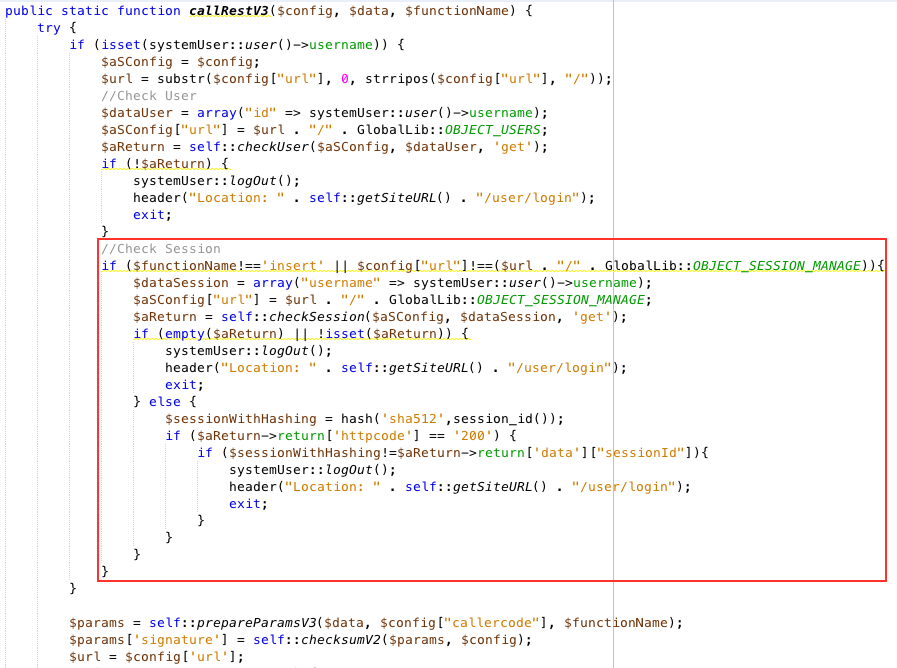 public static function callRestV3($config, $data, $functionName) {
try {
if (isset(systemUser::user()->username)) {
$aSConfig = $config;
$url = substr($config["url"], 0, strripos($config["url"], "/"));
//Check User
$dataUser = array("id" => systemUser::user()->username);
$aSConfig["url"] = $url . "/" . GlobalLib::OBJECT_USERS;
$aReturn = self::checkUser($aSConfig, $dataUser, 'get');
if (!$aReturn) {
systemUser::logOut();
header("Location: " . self::getSiteURL() . "/user/login");
exit;
}
//Check Session
if ($functionName!=='insert' || $config["url"]!==($url . "/" . GlobalLib::OBJECT_SESSION_MANAGE)){
$dataSession = array("username" => systemUser::user()->username);
$aSConfig["url"] = $url . "/" . GlobalLib::OBJECT_SESSION_MANAGE;
$aReturn = self::checkSession($aSConfig, $dataSession, 'get');
if (empty($aReturn) || !isset($aReturn)) {
systemUser::logOut();
header("Location: " . self::getSiteURL() . "/user/login");
exit;
} else {
$sessionWithHashing = hash('sha512',session_id());
if ($aReturn->return['httpcode'] == '200') {
if ($sessionWithHashing!=$aReturn->return['data']["sessionId"]){
systemUser::logOut();
header("Location: " . self::getSiteURL() . "/user/login");
exit;
}
}
}
}
}
$params = self::prepareParamsV3($data, $config["callercode"], $functionName);
$params['signature'] = self::checksumV2($params, $config);
$url = $config['url'];